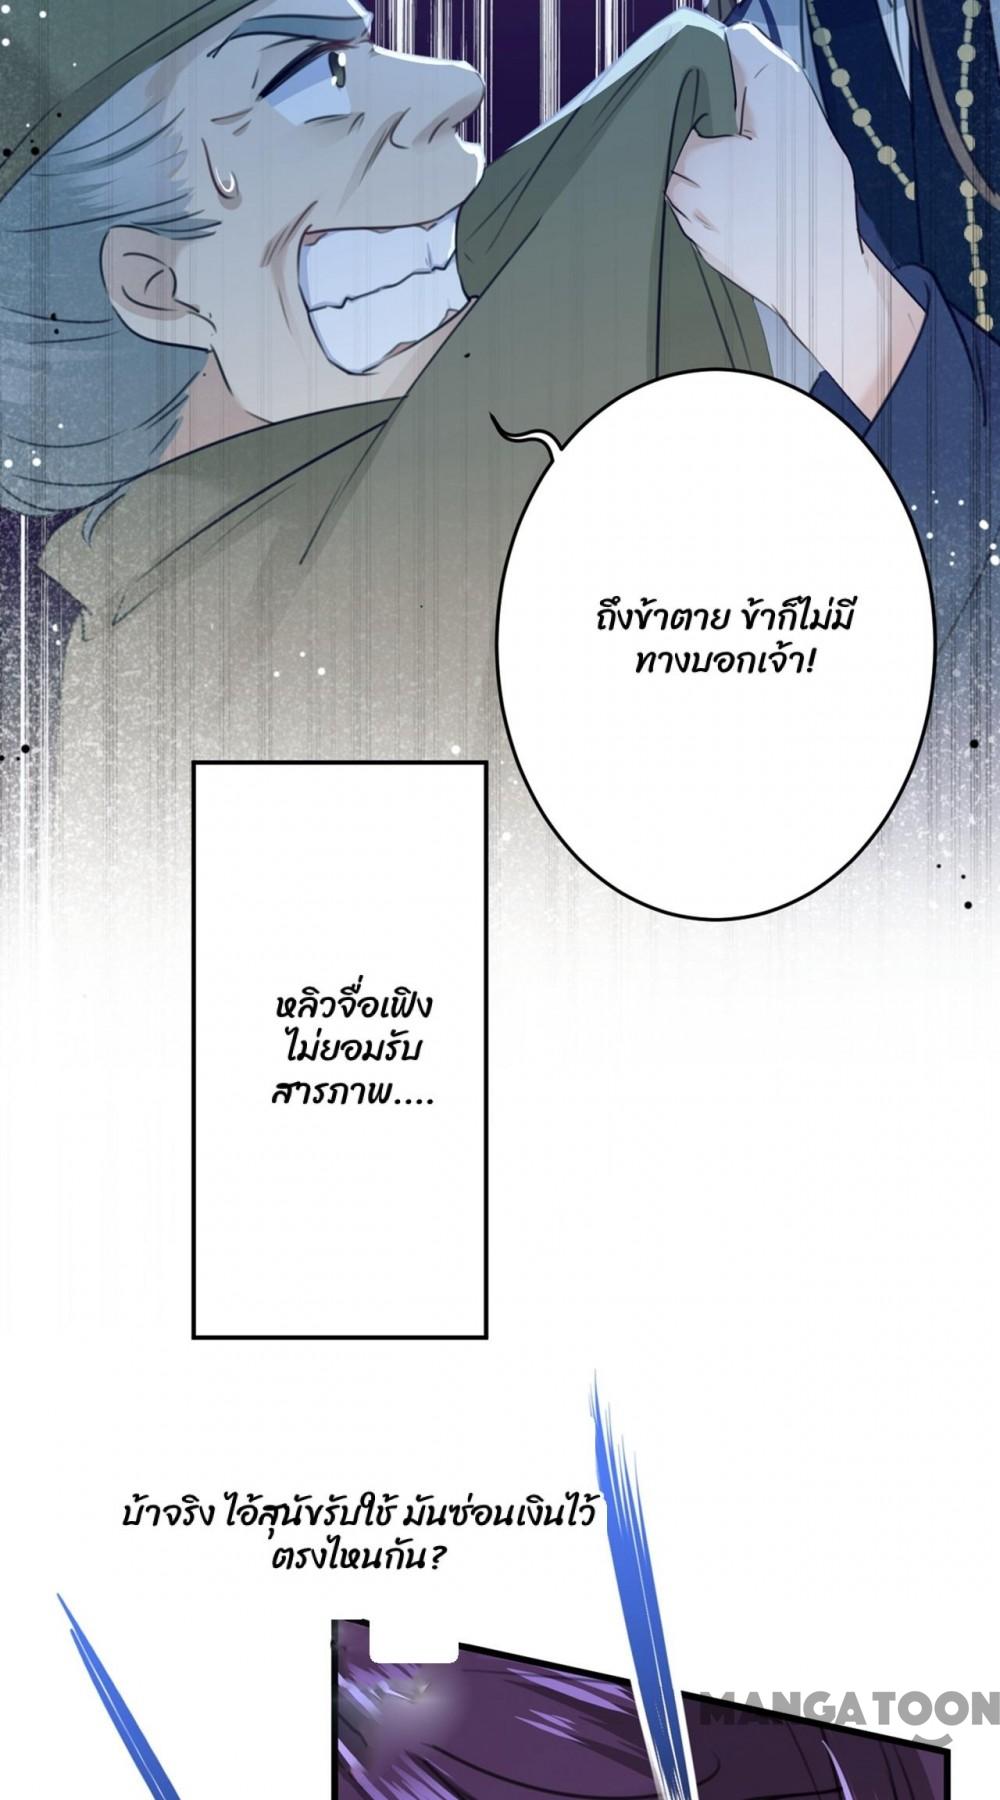 ถึงข้าตาย ข้าก็ไม่มี
ทางบอกเจ้า!
หลิวจื่อเฟิง
ไม่ยอมรับ
สารภาพ....
บ้าจริง ไอ้สุนัขรับใช้ มันซ่อนเงินไว้
ตรงไหนกัน?
MANGATOON